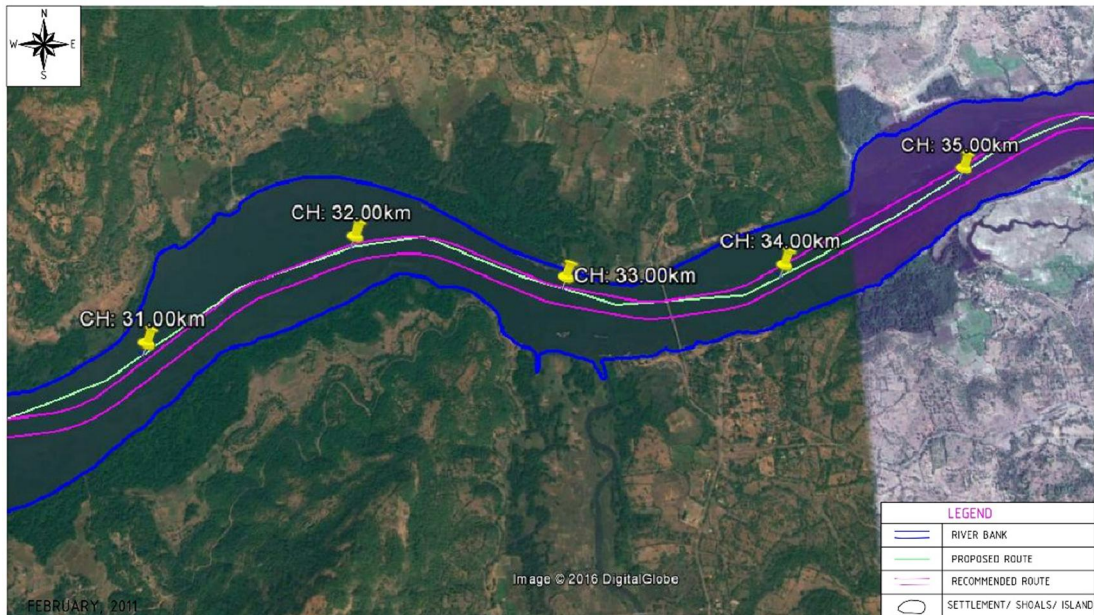 N
W E
S
CH: 35.00km
CH: 32.00km
CH: 34.00km
CH: 33.00km
CH: 31.00km
LEGEND
RIVER BANK
PROPOSED ROUTE
RECOMMENDED ROUTE
SETTLEMENT/ SHOALS/ ISLAND
Image © 2016 DigitalGlobe
FEBRUARY, 2011